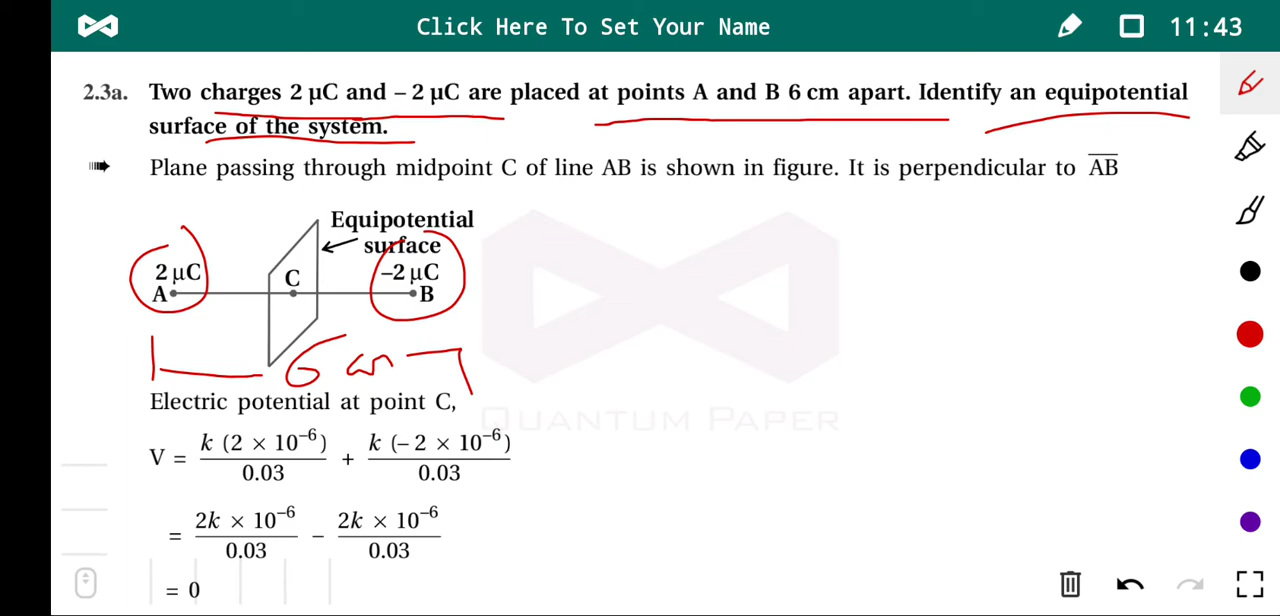 Click Here To Set Your Name
11:43
2.3a. Two charges 2 μC and – 2 μC are placed at points A and B 6 cm apart. Identify an equipotential
surface of the system.
Plane passing through midpoint C of line AB is shown in figure. It is perpendicular to A̅B̅
Equipotential
surface
2 μC
C
–2 μC
A
B
6 cm
QUANTUM PAPER
Electric potential at point C,
V = k (2 × 10⁻⁶) / 0.03 + k (– 2 × 10⁻⁶) / 0.03
= 2k × 10⁻⁶ / 0.03 – 2k × 10⁻⁶ / 0.03
= 0